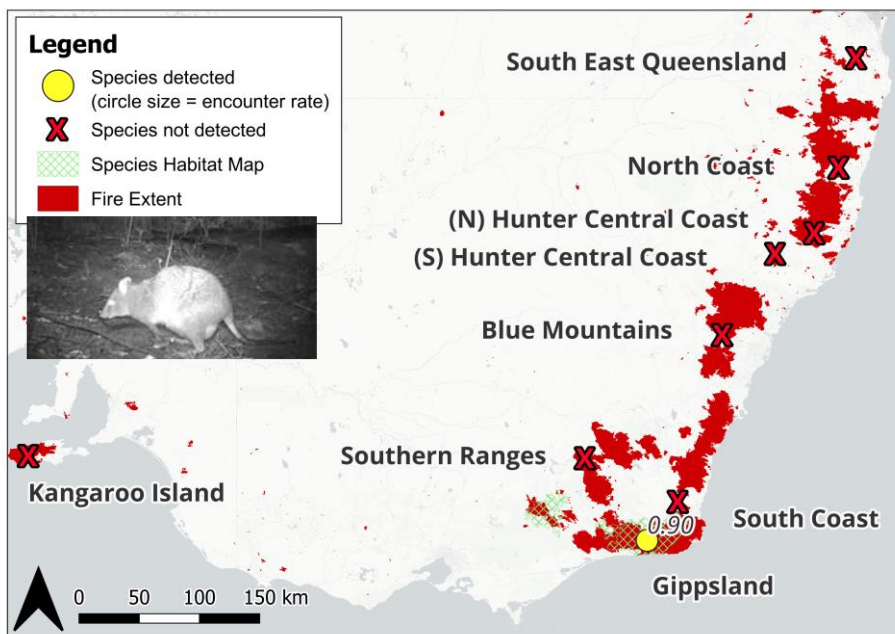 Legend
Species detected
(circle size = encounter rate)
X Species not detected
Species Habitat Map
Fire Extent
South East Queensland
North Coast
(N) Hunter Central Coast
(S) Hunter Central Coast
Blue Mountains
Southern Ranges
Kangaroo Island
0.90
South Coast
Gippsland
0 50 100 150 km